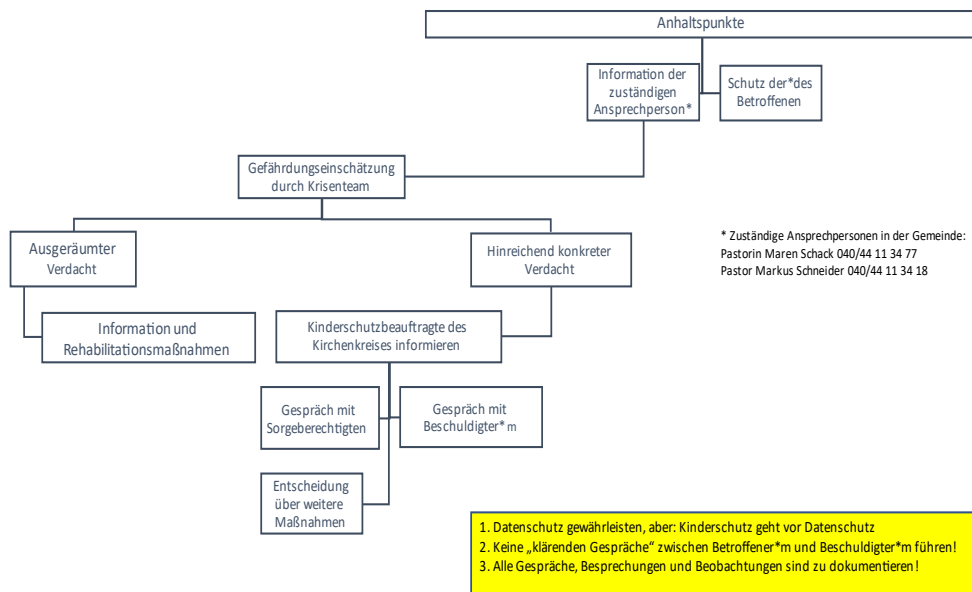 Anhaltspunkte
Information der
zuständigen
Ansprechperson*
Schutz der*des
Betroffenen
Gefährdungseinschätzung
durch Krisenteam
Ausgeräumter
Verdacht
Hinreichend konkreter
Verdacht
* Zuständige Ansprechpersonen in der Gemeinde:
Pastorin Maren Schack 040/44 11 34 77
Pastor Markus Schneider 040/44 11 34 18
Information und
Rehabilitationsmaßnahmen
Kinderschutzbeauftragte des
Kirchenkreises informieren
Gespräch mit
Sorgeberechtigten
Gespräch mit
Beschuldigter*m
Entscheidung
über weitere
Maßnahmen
1. Datenschutz gewährleisten, aber: Kinderschutz geht vor Datenschutz
2. Keine „klärenden Gespräche“ zwischen Betroffener*m und Beschuldigter*m führen!
3. Alle Gespräche, Besprechungen und Beobachtungen sind zu dokumentieren!